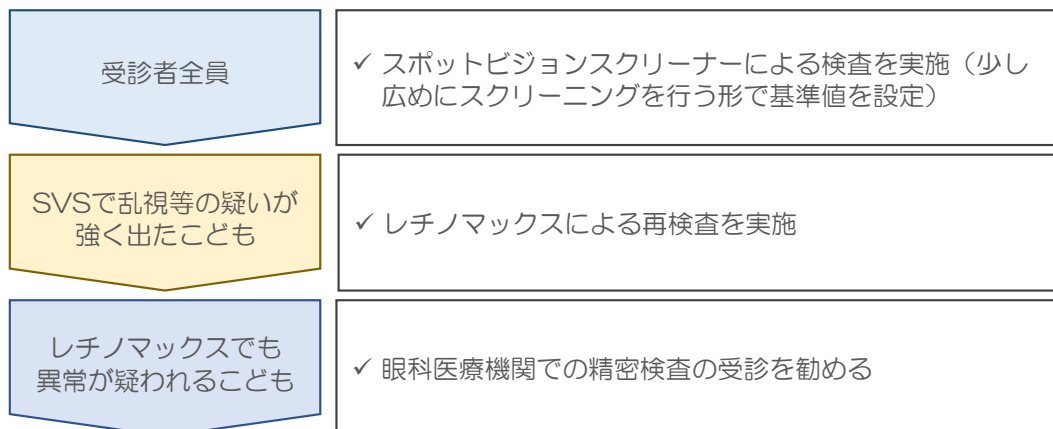 受診者全員
✓ スポットビジョンスクリーナーによる検査を実施（少し
広めにスクリーニングを行う形で基準値を設定）
SVSで乱視等の疑いが
強く出たこども
✓ レチノマックスによる再検査を実施
レチノマックスでも
異常が疑われるこども
✓ 眼科医療機関での精密検査の受診を勧める